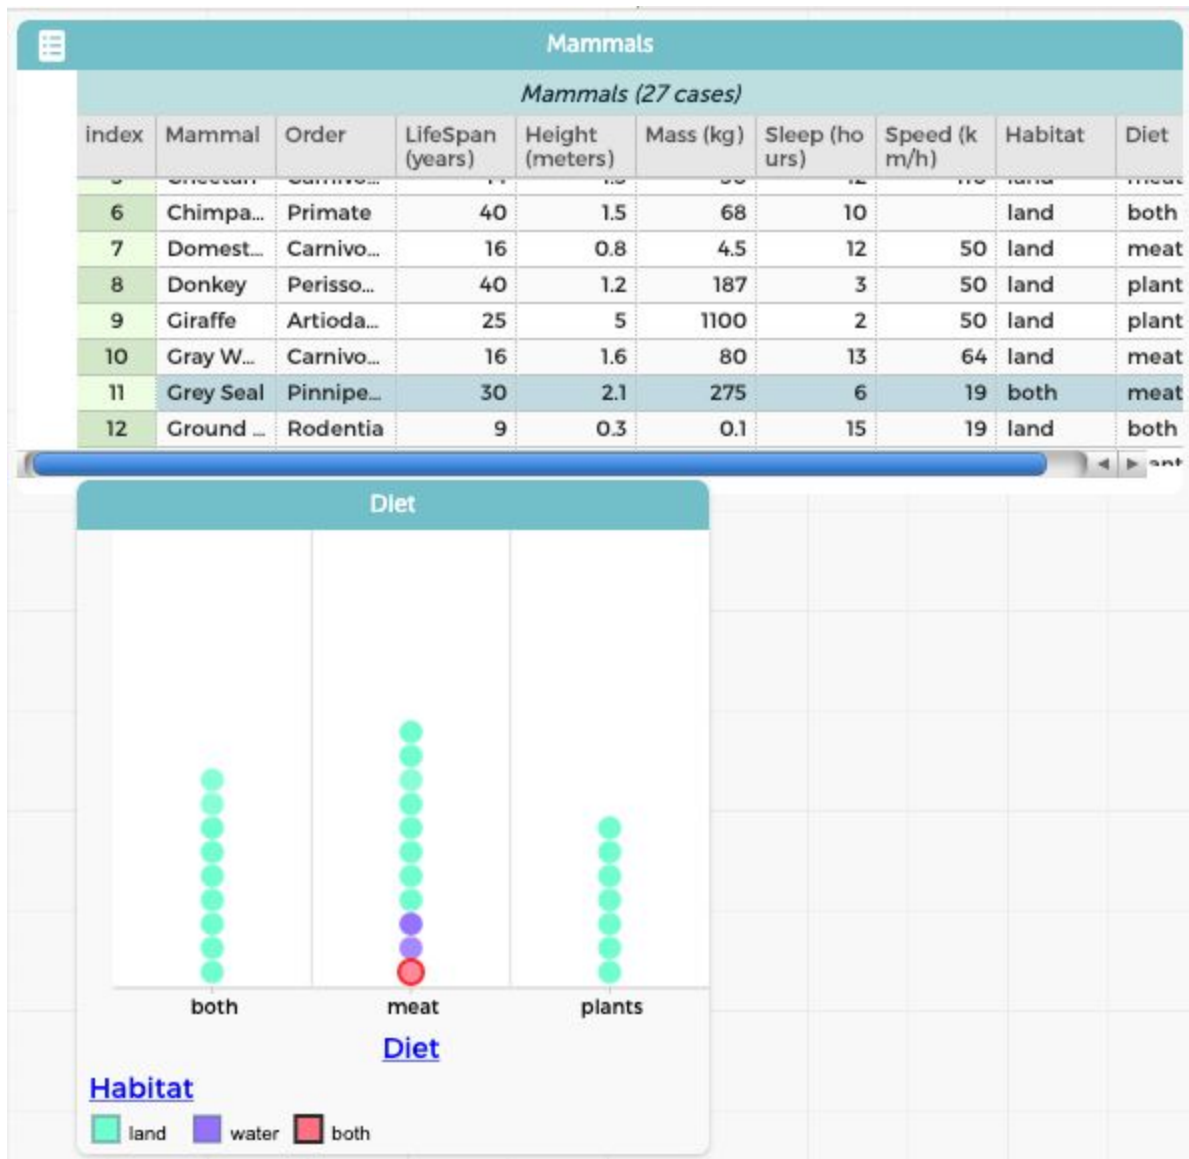 Mammals
Mammals (27 cases)
index Mammal Order LifeSpan (years) Height (meters) Mass (kg) Sleep (ho urs) Speed (k m/h) Habitat Diet
6 Chimpa... Primate 40 1.5 68 10 land both
7 Domest... Carnivo... 16 0.8 4.5 12 50 land meat
8 Donkey Perisso... 40 1.2 187 3 50 land plant
9 Giraffe Artioda... 25 5 1100 2 50 land plant
10 Gray W... Carnivo... 16 1.6 80 13 64 land meat
11 Grey Seal Pinnipe... 30 2.1 275 6 19 both meat
12 Ground ... Rodentia 9 0.3 0.1 15 19 land both
Diet
both meat plants
Diet
Habitat
land water both